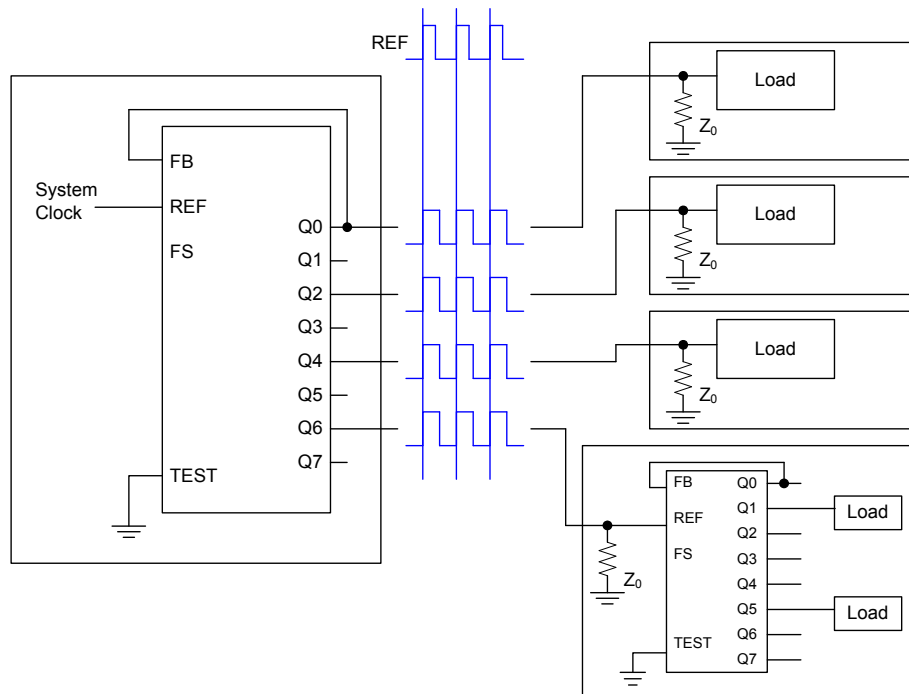 REF
Load
Z0
FB
System
Clock
REF
FS
Q0
Q1
Q2
Q3
Q4
Q5
Q6
Q7
TEST
Load
Z0
Load
Z0
FB
REF
FS
TEST
Q0
Q1
Q2
Q3
Q4
Q5
Q6
Q7
Load
Load
Z0